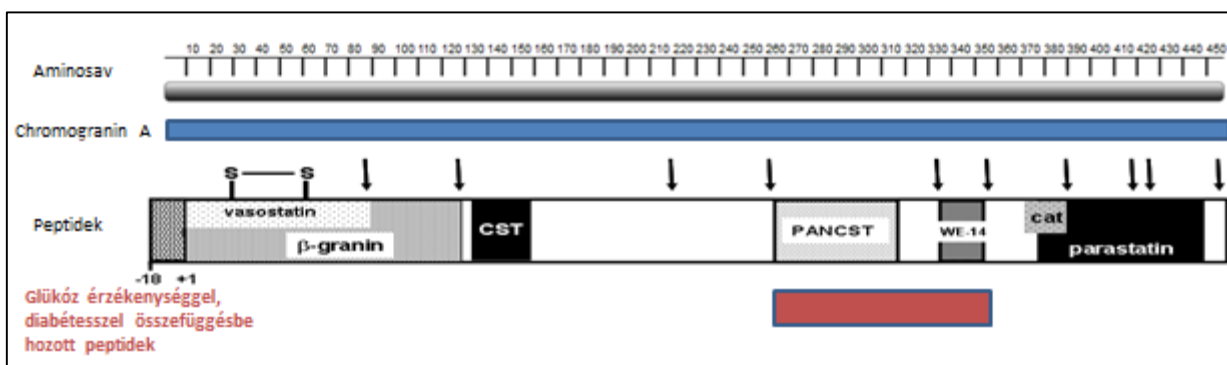 10 20 30 40 50 60 70 80 90 100 110 120 130 140 150 160 170 180 190 200 210 220 230 240 250 260 270 280 290 300 310 320 330 340 350 360 370 380 390 400 410 420 430 440 450
Aminosav
Chromogranin A
S S
Peptidek
vasostatin
β-granin
CST
PANCST
WE-14
cat
parastatin
-18 +1
Glükóz érzékenységgel,
diabétesszel összefüggésbe
hozott peptidek